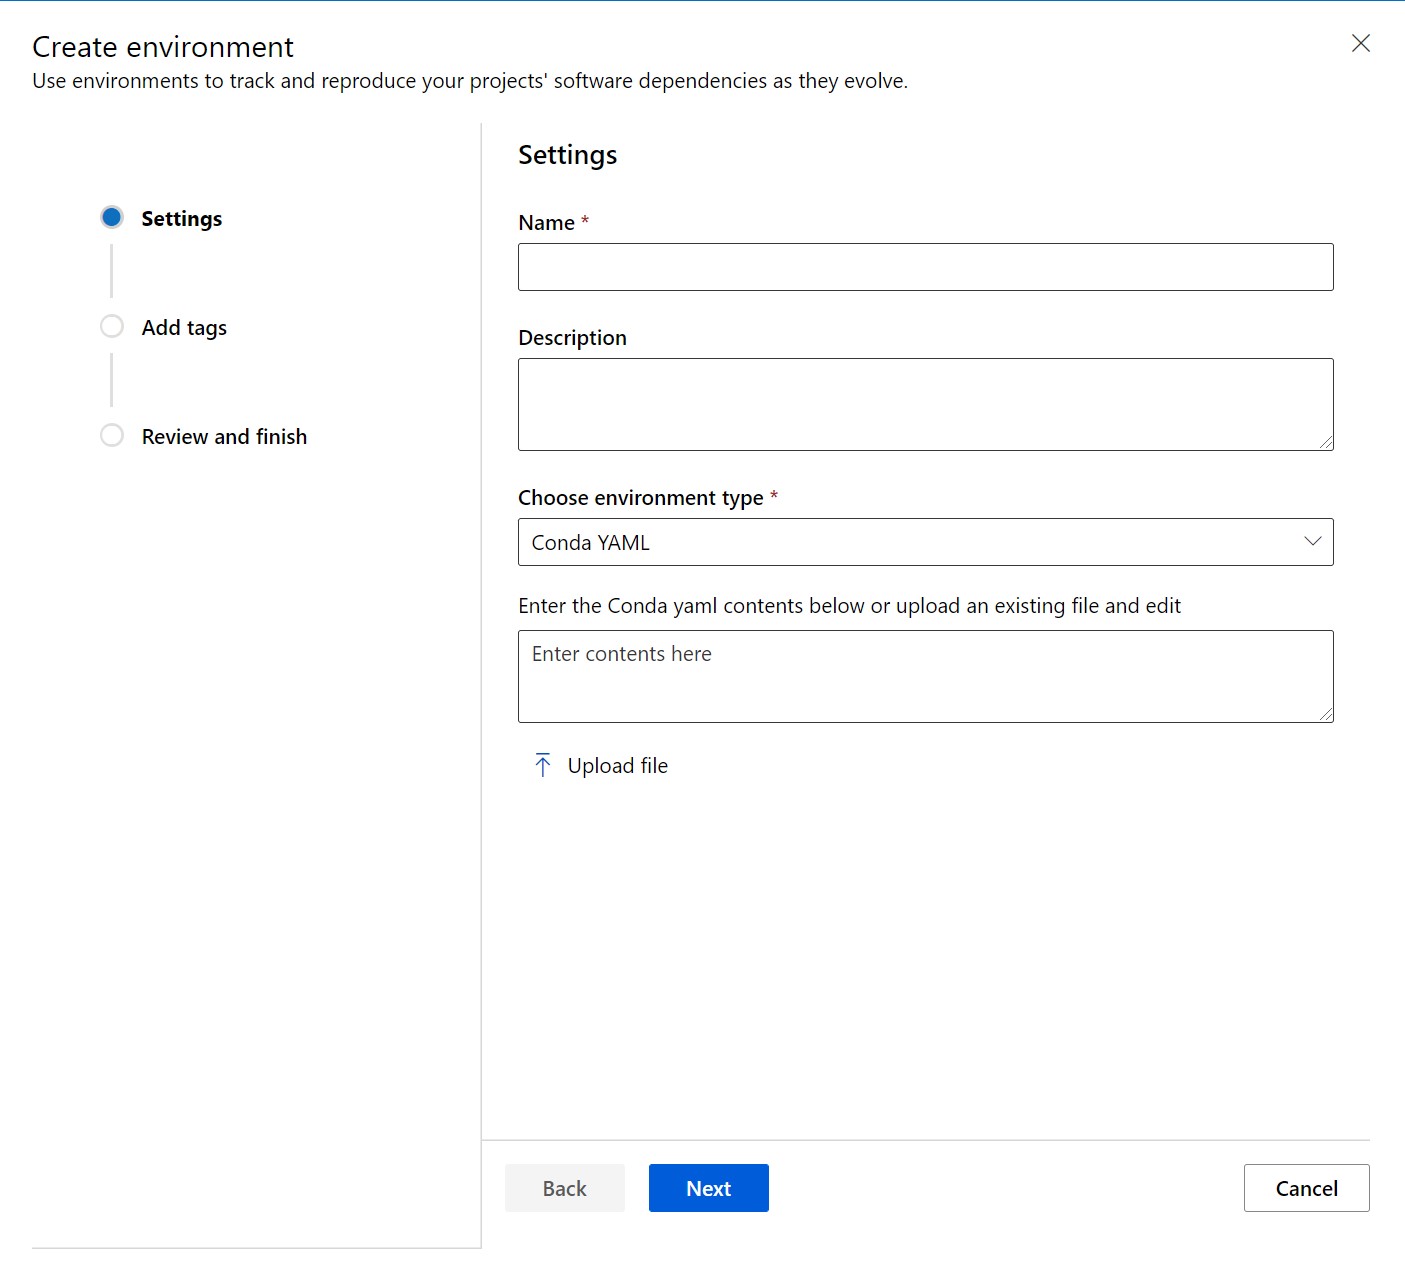 Create environment
Use environments to track and reproduce your projects' software dependencies as they evolve.
Settings
Add tags
Review and finish
Settings
Name *
Description
Choose environment type *
Conda YAML
Enter the Conda yaml contents below or upload an existing file and edit
Enter contents here
Upload file
Back
Next
Cancel